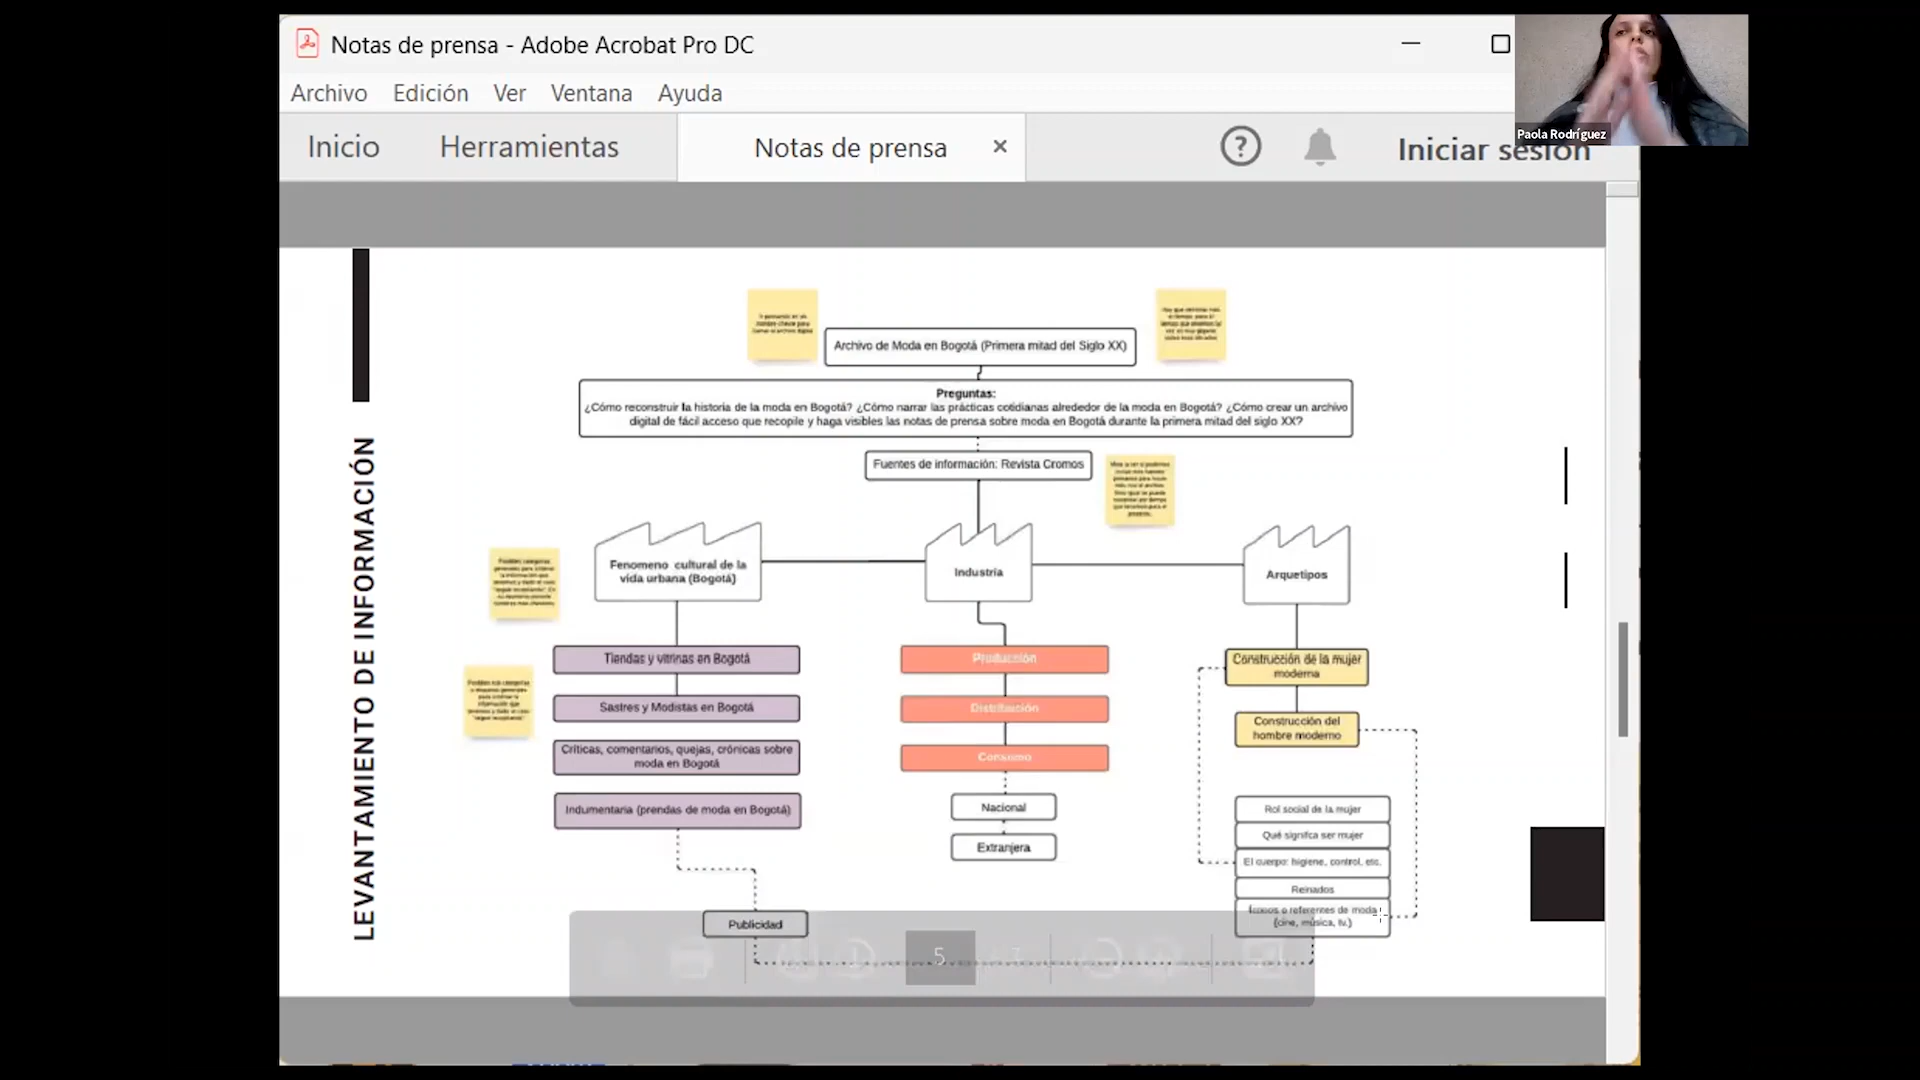 Notas de prensa - Adobe Acrobat Pro DC
Archivo Edición Ver Ventana Ayuda
Inicio Herramientas Notas de prensa Iniciar sesión
Paola Rodríguez
LEVANTAMIENTO DE INFORMACIÓN
Archivo de Moda en Bogotá (Primera mitad del Siglo XX)
Preguntas:
¿Cómo reconstruir la historia de la moda en Bogotá? ¿Cómo narrar las prácticas cotidianas alrededor de la moda en Bogotá? ¿Cómo crear un archivo
digital de fácil acceso que recopile y haga visibles las notas de prensa sobre moda en Bogotá durante la primera mitad del siglo XX?
Fuentes de información: Revista Cromos
Fenomeno cultural de la
vida urbana (Bogotá)
Industria
Arquetipos
Tiendas y vitrinas en Bogotá
Sastres y Modistas en Bogotá
Críticas, comentarios, quejas, crónicas sobre
moda en Bogotá
Indumentaria (prendas de moda en Bogotá)
Publicidad
Producción
Distribución
Consumo
Nacional
Extranjera
Construcción de la mujer
moderna
Construcción del
hombre moderno
Rol social de la mujer
Qué signifca ser mujer
El cuerpo: higiene, control, etc.
Reinados
Íconos o referentes de moda
(cine, música, tv.)
5